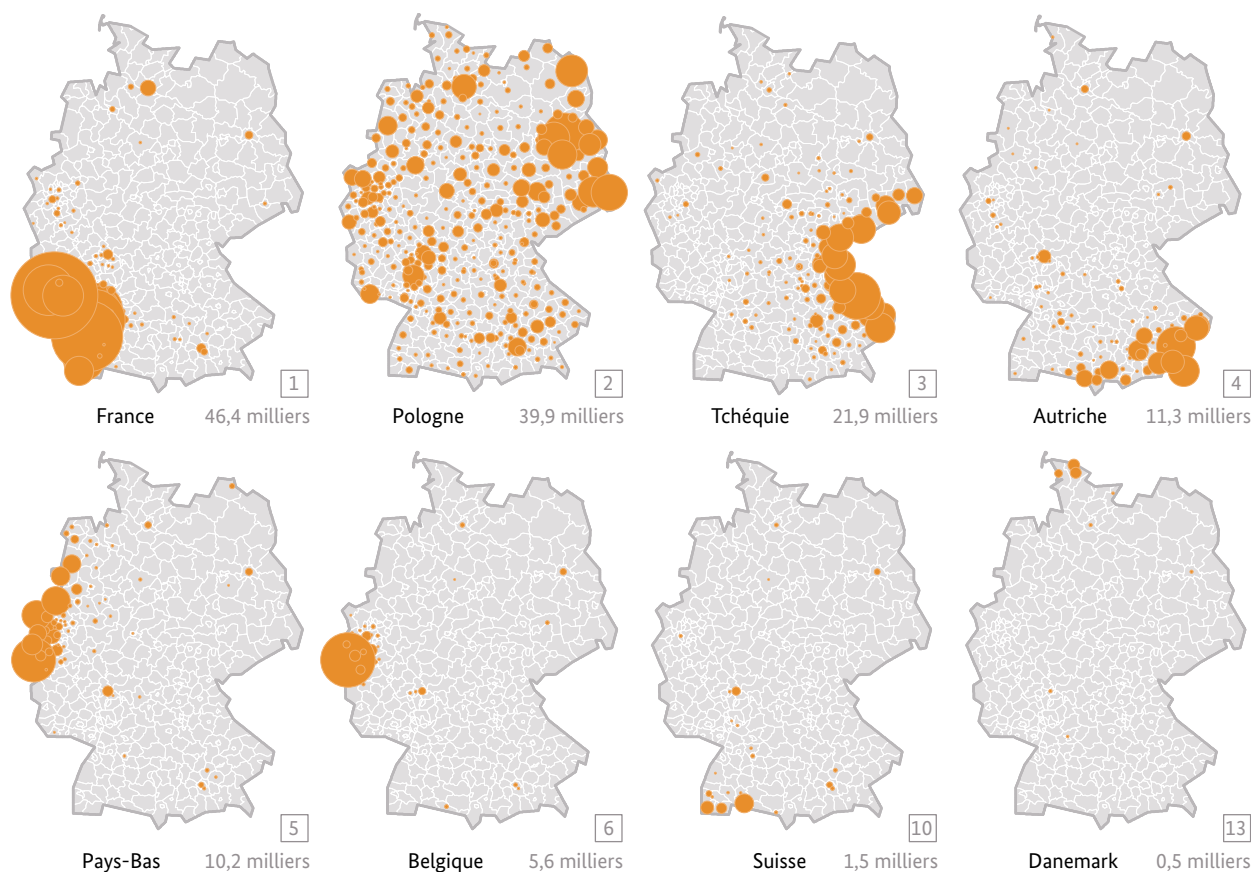 1 2 3 4
France 46,4 milliers Pologne 39,9 milliers Tchéquie 21,9 milliers Autriche 11,3 milliers
5 6 10 13
Pays-Bas 10,2 milliers Belgique 5,6 milliers Suisse 1,5 milliers Danemark 0,5 milliers